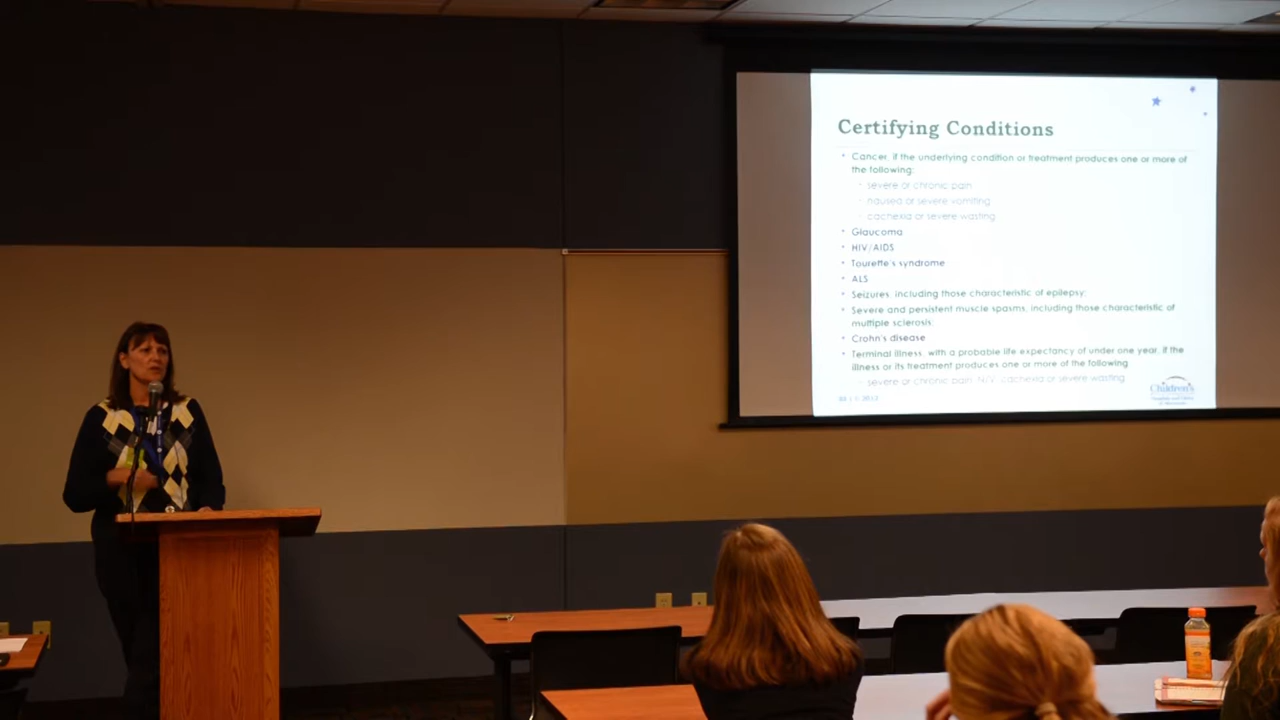 Certifying Conditions
• Cancer, if the underlying condition or treatment produces one or more of
the following:
- severe or chronic pain
- nausea or severe vomiting
- cachexia or severe wasting
• Glaucoma
• HIV/AIDS
• Tourette's syndrome
• ALS
• Seizures, including those characteristic of epilepsy;
• Severe and persistent muscle spasms, including those characteristic of
multiple sclerosis;
• Crohn's disease
• Terminal illness, with a probable life expectancy of under one year, if the
illness or its treatment produces one or more of the following
- severe or chronic pain, N/V, cachexia or severe wasting
Children's